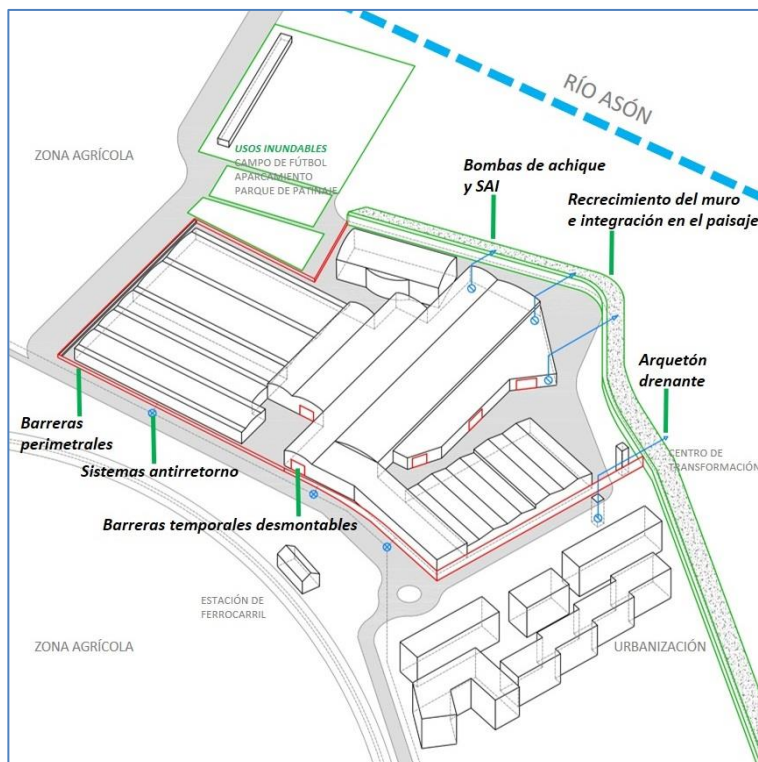 RÍO ASÓN
ZONA AGRÍCOLA
USOS INUNDABLES
CAMPO DE FÚTBOL
APARCAMIENTO
PARQUE DE PATINAJE
Bombas de achique
y SAI
Recrecimiento del muro
e integración en el paisaje
Arquetón
drenante
CENTRO DE
TRANSFORMACIÓN
Barreras
perimetrales
Sistemas antirretorno
Barreras temporales desmontables
ESTACIÓN DE
FERROCARRIL
ZONA AGRÍCOLA
URBANIZACIÓN